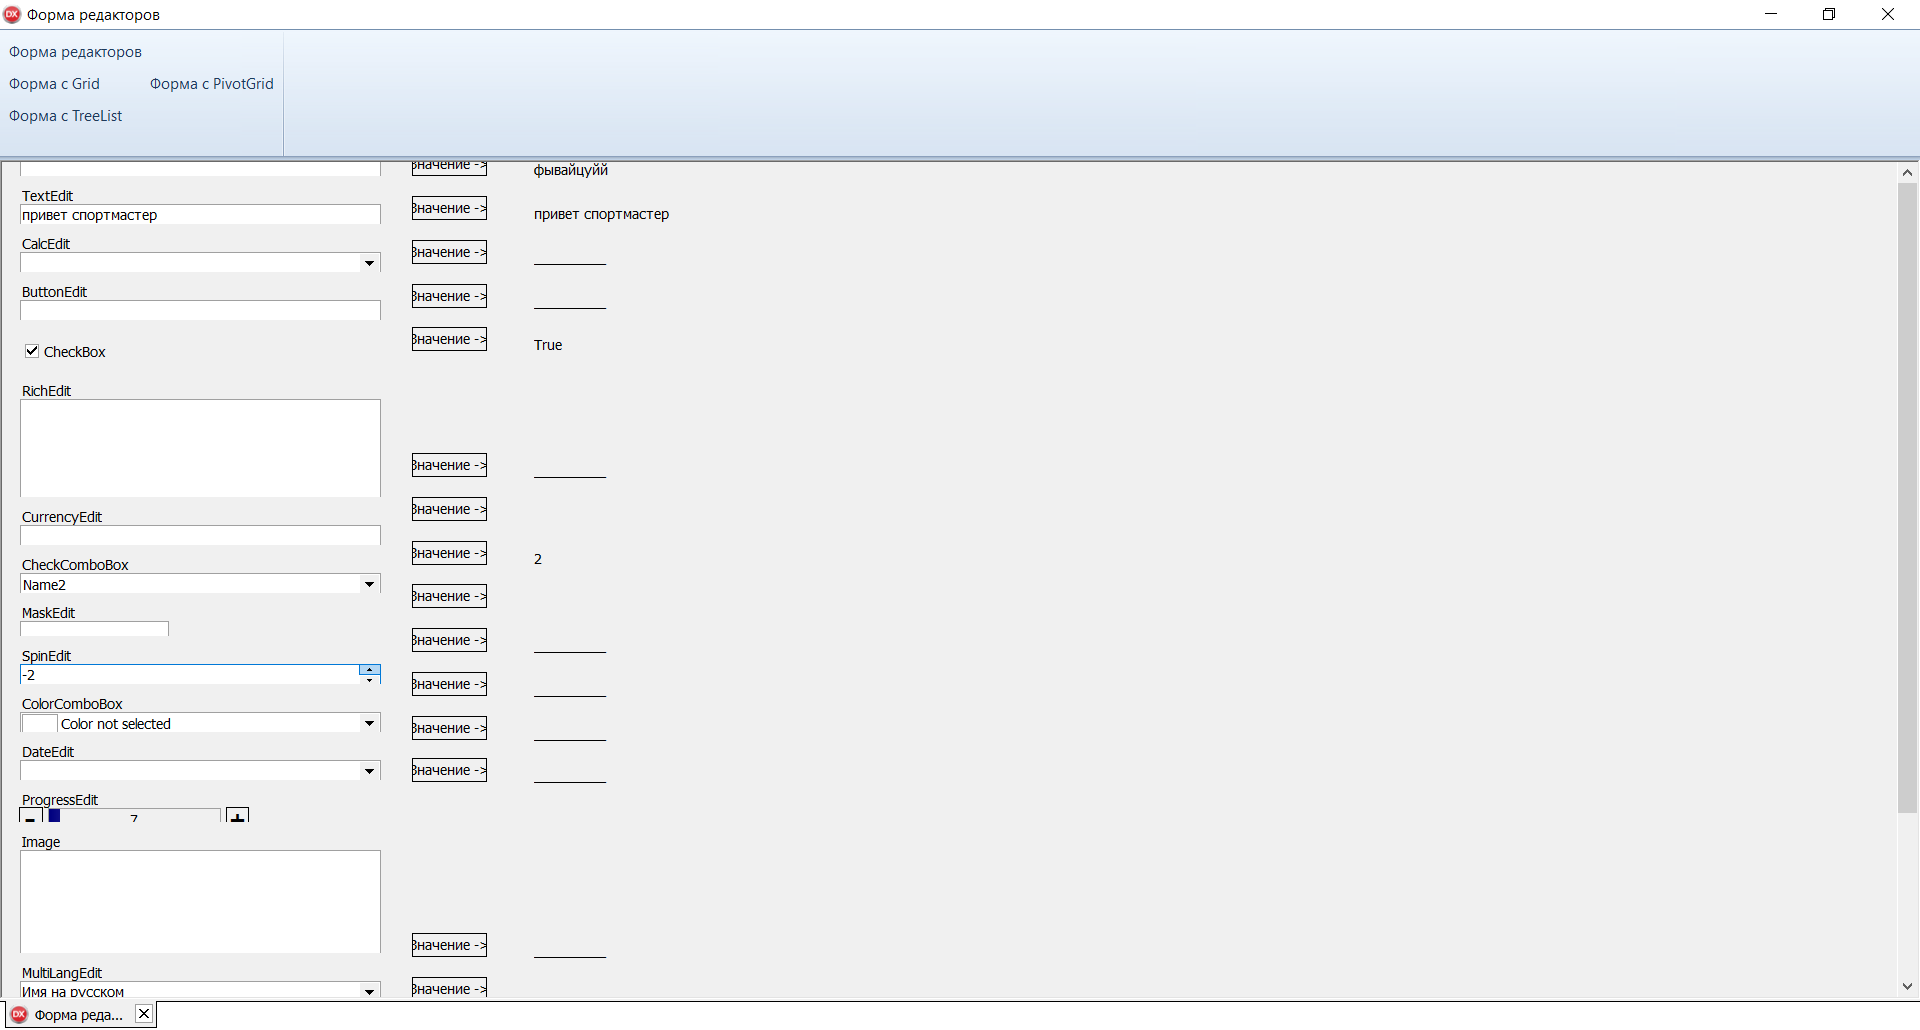 Форма редакторов
Форма редакторов
Форма с Grid
Форма с PivotGrid
Форма с TreeList
Значение ->
фывайцуйй
TextEdit
привет спортмастер
Значение ->
привет спортмастер
CalcEdit
Значение ->
ButtonEdit
Значение ->
CheckBox
Значение ->
True
RichEdit
Значение ->
CurrencyEdit
Значение ->
CheckComboBox
Name2
Значение ->
2
MaskEdit
Значение ->
SpinEdit
-2
Значение ->
ColorComboBox
Color not selected
Значение ->
DateEdit
Значение ->
ProgressEdit
- 7 +
Значение ->
Image
Значение ->
MultiLangEdit
Имя на русском
Значение ->
Форма реда...